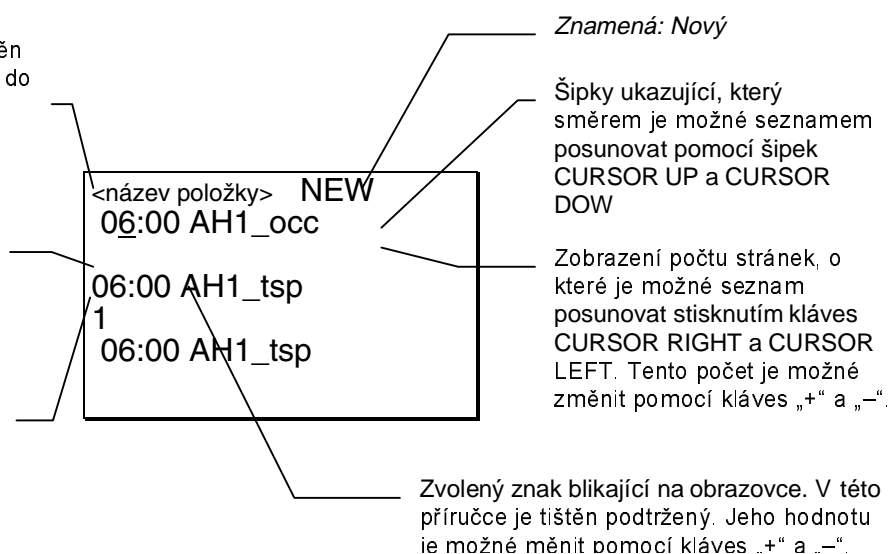 Znamená: Nový
ěn
do
Šipky ukazující, který
směrem je možné seznamem
posunovat pomocí šipek
CURSOR UP a CURSOR
DOW
<název položky> NEW
06:00 AH1_occ
06:00 AH1_tsp
1
06:00 AH1_tsp
Zobrazení počtu stránek, o
které je možné seznam
posunovat stisknutím kláves
CURSOR RIGHT a CURSOR
LEFT. Tento počet je možné
změnit pomocí kláves „+“ a „–“.
Zvolený znak blikající na obrazovce. V této
příručce je tištěn podtržený. Jeho hodnotu
je možné měnit pomocí kláves „+“ a „–“.